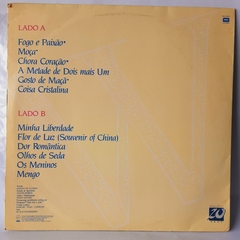 LADO A
Fogo e Paixão*
Moça*
Chora Coração*
A Metade de Dois mais Um
Gosto de Maçã*
Coisa Cristalina
LADO B
Minha Liberdade
Flor de Luz (Souvenir of China)
Dor Romântica
Olhos de Seda
Os Meninos
Mengo